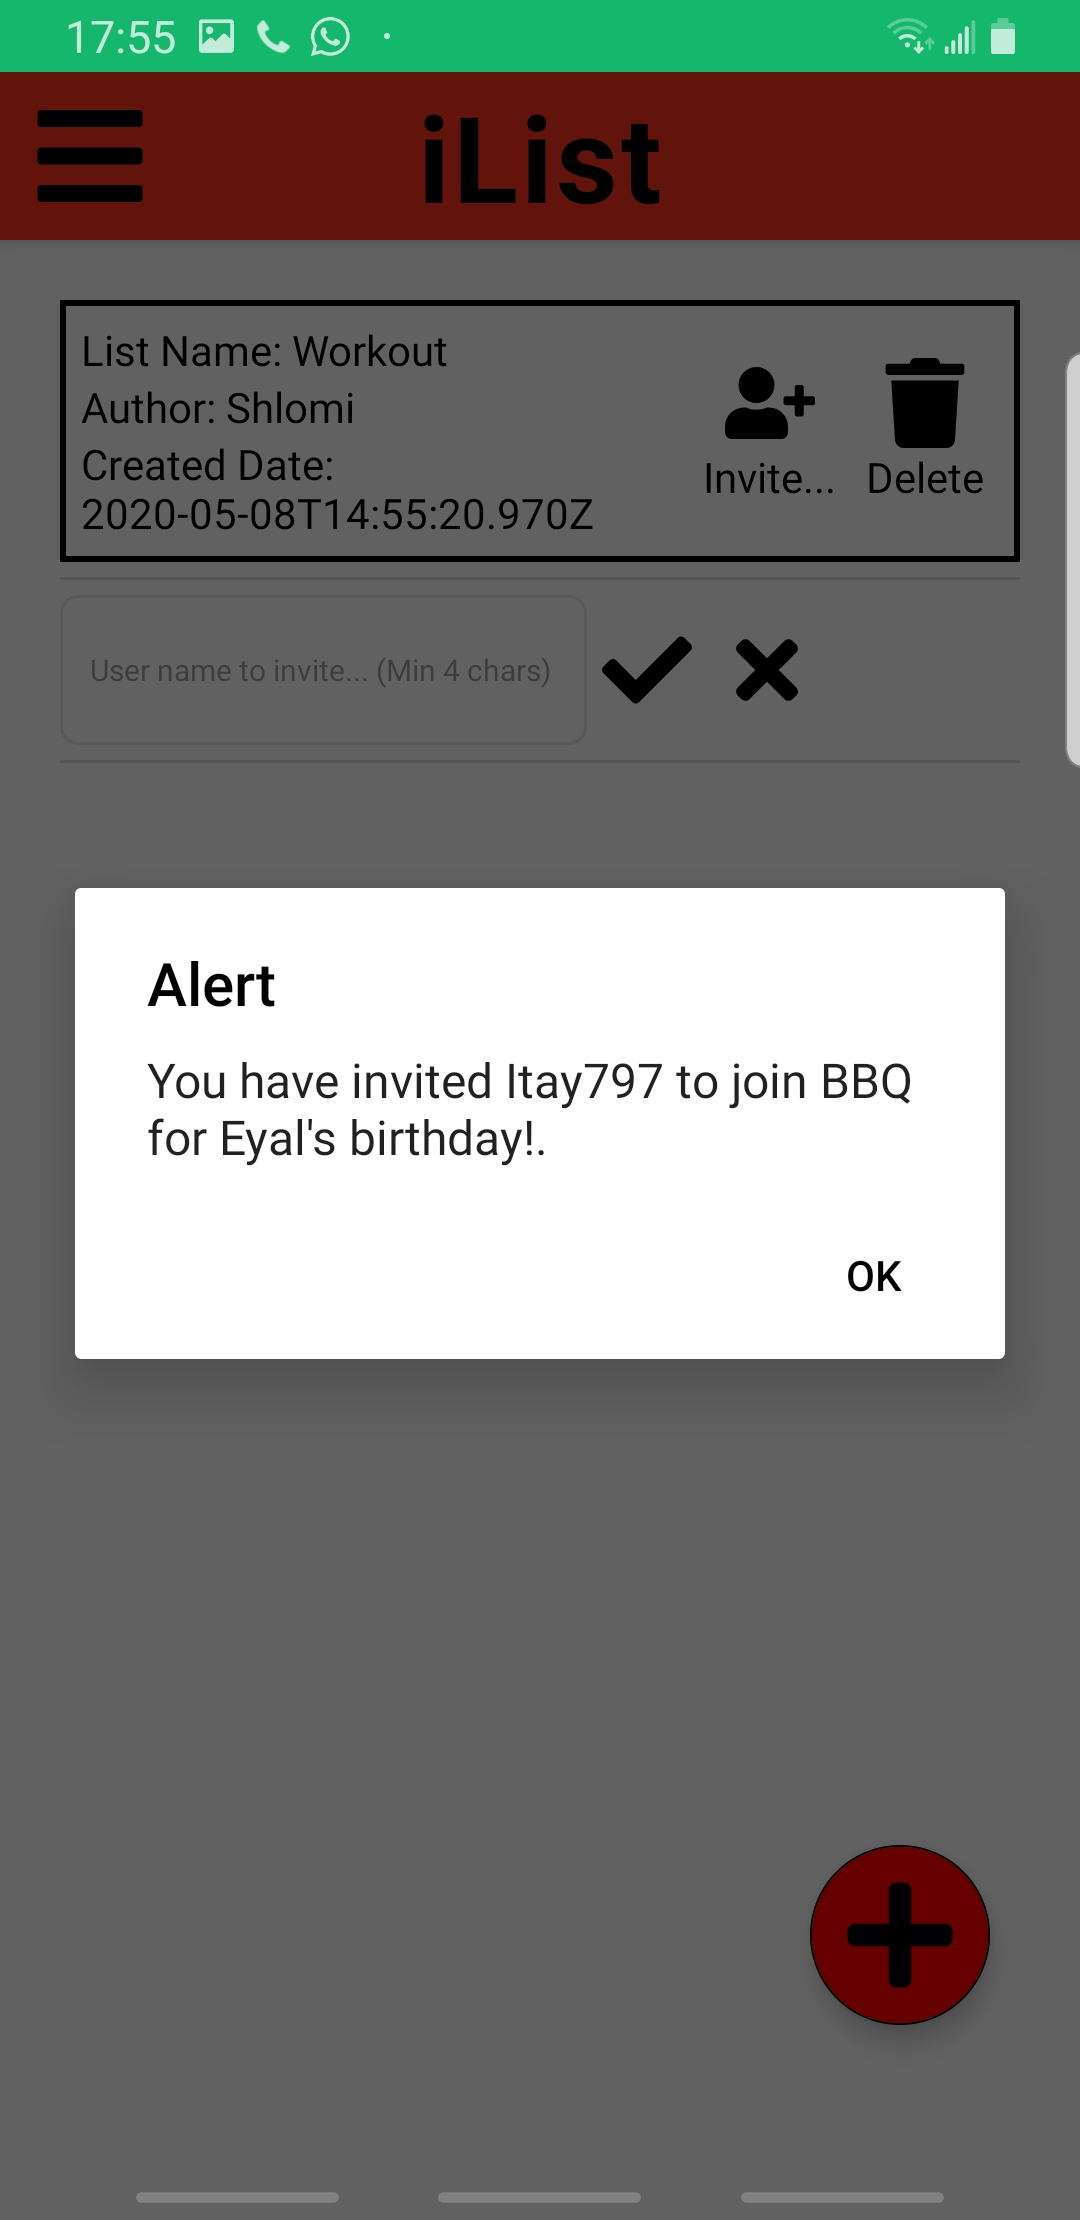 17:55
iList
List Name: Workout
Author: Shlomi
Created Date:
2020-05-08T14:55:20.970Z
Invite...
Delete
User name to invite... (Min 4 chars)
Alert
You have invited Itay797 to join BBQ
for Eyal's birthday!.
OK